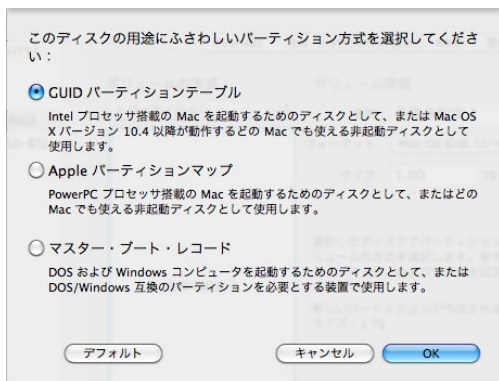 このディスクの用途にふさわしいパーティション方式を選択してくださ
い：
GUID パーティションテーブル
Intel プロセッサ搭載の Mac を起動するためのディスクとして、または Mac OS
X バージョン 10.4 以降が動作するどの Mac でも使える非起動ディスクとして
使用します。
Apple パーティションマップ
PowerPC プロセッサ搭載の Mac を起動するためのディスクとして、またはどの
Mac でも使える非起動ディスクとして使用します。
マスター・ブート・レコード
DOS および Windows コンピュータを起動するためのディスクとして、または
DOS/Windows 互換のパーティションを必要とする装置で使用します。
デフォルト
キャンセル
OK